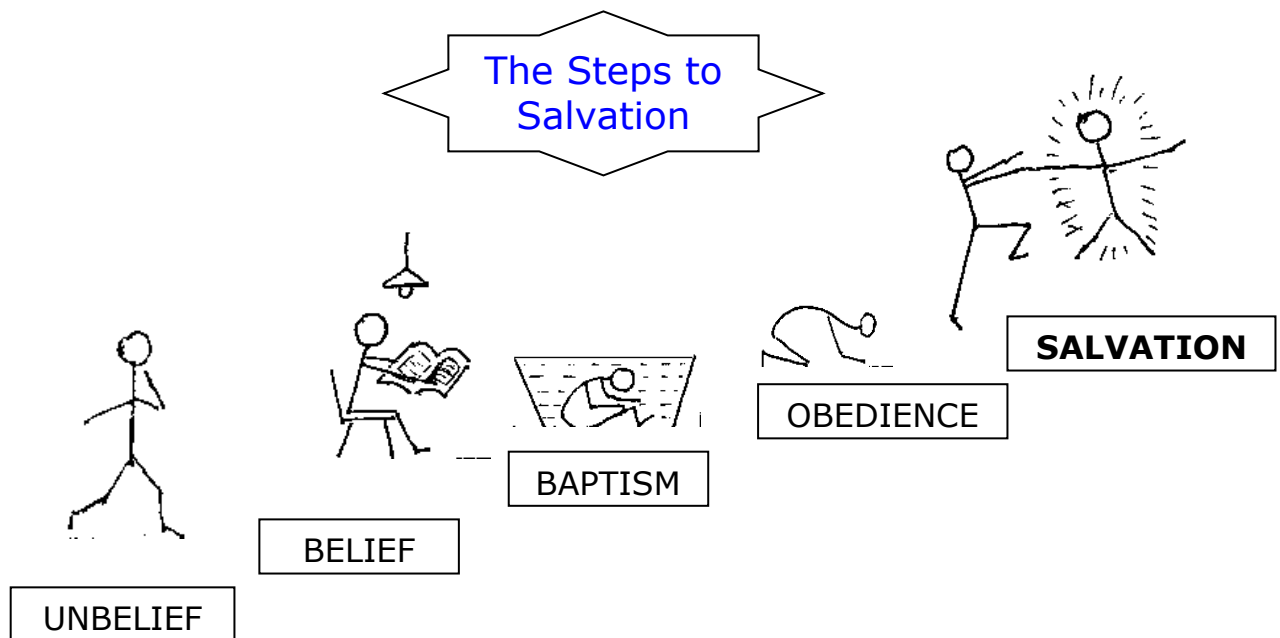 The Steps to
Salvation
SALVATION
OBEDIENCE
BAPTISM
BELIEF
UNBELIEF